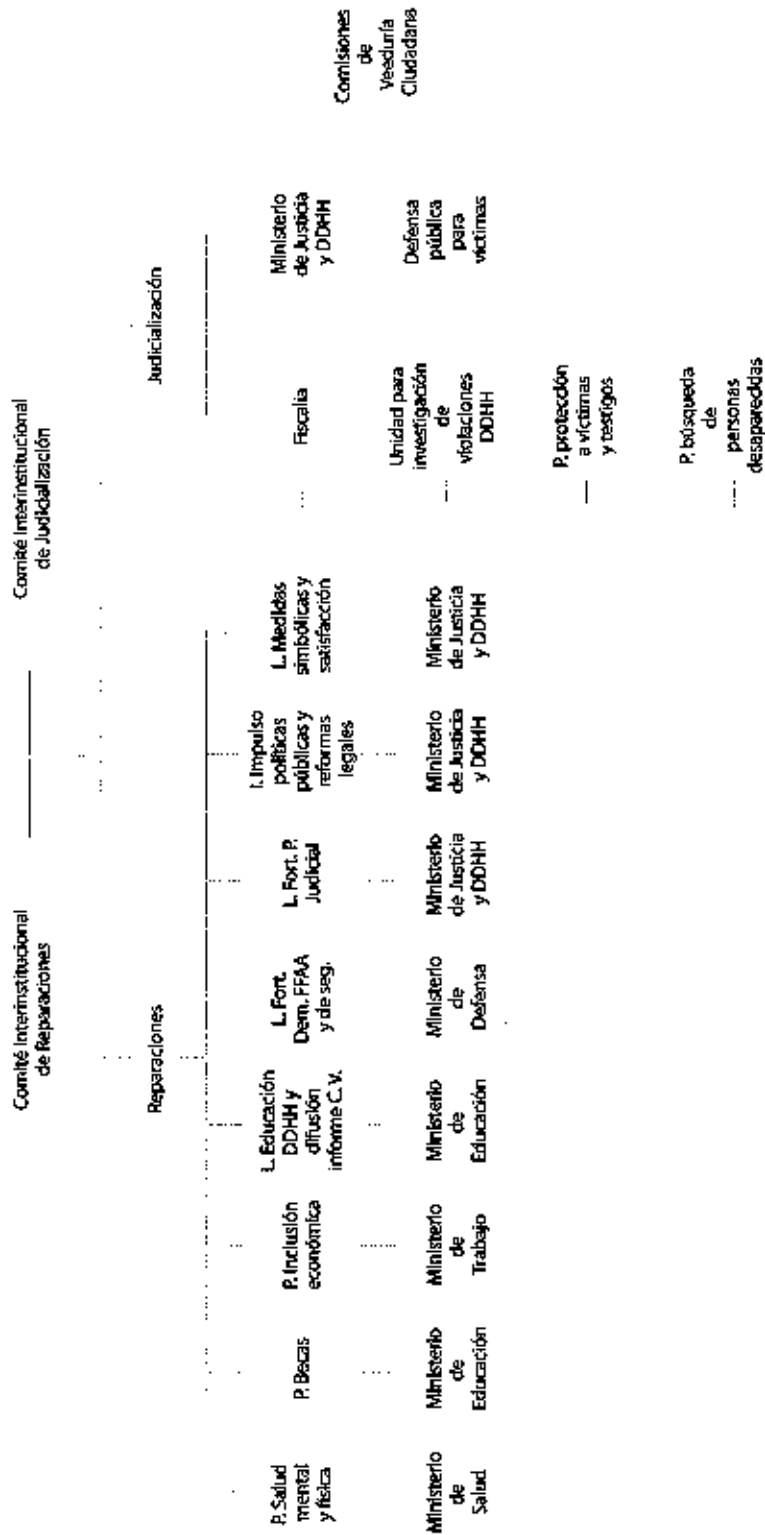 Comité Interinstitucional
de Reparaciones
Comité Interinstitucional
de Judicialización
Reparaciones
Judicialización
P. Salud
mental
y física
P. Becas
P. Inclusión
económica
L. Educación
DDHH y
difusión
informe C. V.
L. Fort.
Dem. FFAA
y de seg.
L. Fort. P.
Judicial
I. Impulso
políticas
públicas y
reformas
legales
L. Medidas
simbólicas y
satisfacción
Fiscalia
Ministerio
de Justicia
y DDHH
Comisiones
de
Veeduría
Ciudadana
Ministerio
de
Salud
Ministerio
de
Educación
Ministerio
de
Trabajo
Ministerio
de
Educación
Ministerio
de
Defensa
Ministerio
de Justicia
y DDHH
Ministerio
de Justicia
y DDHH
Ministerio
de Justicia
y DDHH
Unidad para
investigación
de
violaciones
DDHH
Defensa
pública
para
víctimas
P. protección
a víctimas
y testigos
P. búsqueda
de
personas
desaparecidas